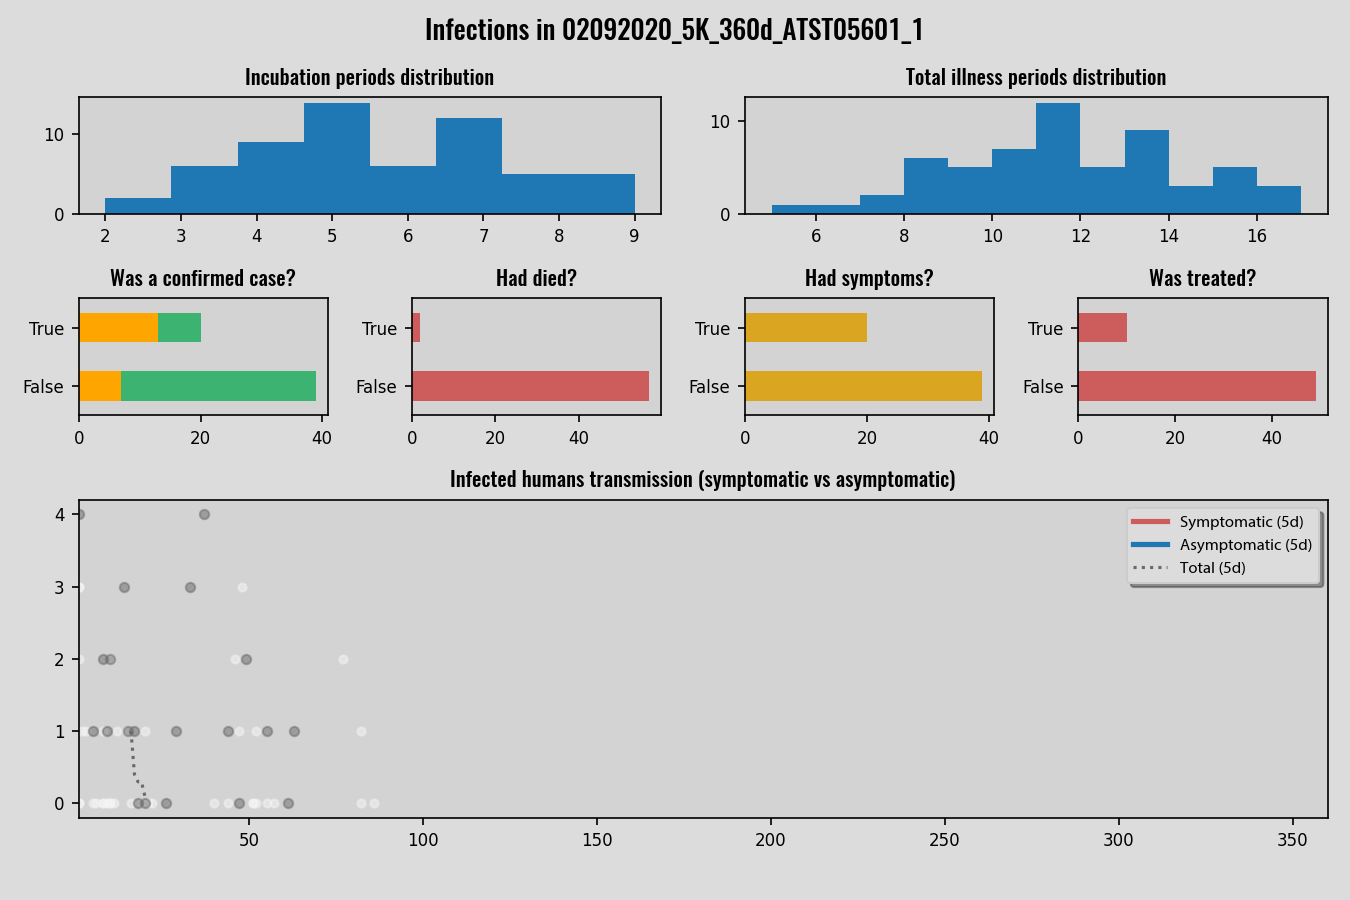 Infections in 02092020_5K_360d_ATST05601_1
Incubation periods distribution
10
0
2 3 4 5 6 7 8 9
Total illness periods distribution
10
0
6 8 10 12 14 16
Was a confirmed case?
True
False
0 20 40
Had died?
True
False
0 20 40
Had symptoms?
True
False
0 20 40
Was treated?
True
False
0 20 40
Infected humans transmission (symptomatic vs asymptomatic)
4
3
2
1
0
50 100 150 200 250 300 350
Symptomatic (5d)
Asymptomatic (5d)
Total (5d)